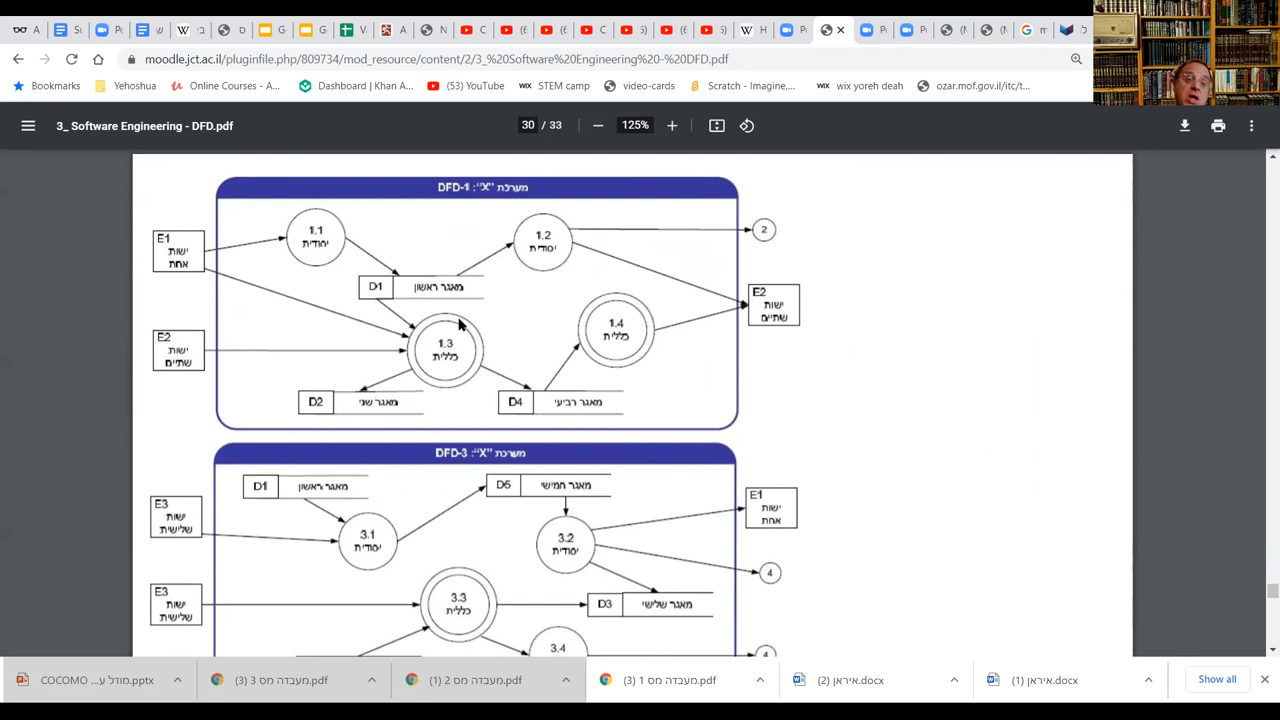 A
G
G
V
A
N
C
C
C
5)
5)
H
P
P
P
G
m
moodle.jct.ac.il/pluginfile.php/809734/mod_resource/content/2/3_%20Software%20Engineering%20-%20DFD.pdf
Bookmarks
Yehoshua
Online Courses - A...
Dashboard | Khan A...
(53) YouTube
WIX STEM camp
video-cards
Scratch - Imagine,...
WIX wix yoreh deah
ozar.mof.gov.il/itc/t...
3_ Software Engineering - DFD.pdf
30 / 33
125%
מערכת "X": DFD-1
E1
ישות
אחת
1.1
יסודית
1.2
יסודית
2
D1 מאגר ראשון
E2
ישות
שתיים
1.3
כללית
1.4
כללית
E2
ישות
שתיים
D2 מאגר שני
D4 מאגר רביעי
מערכת "X": DFD-3
D1 מאגר ראשון
D5 מאגר חמישי
E3
ישות
שלישית
3.1
יסודית
3.2
יסודית
E1
ישות
אחת
4
E3
ישות
שלישית
3.3
כללית
D3 מאגר שלישי
3.4
4
COCOMO מודל ע....pptx
מעבדה מס 3 (3).pdf
מעבדה מס 2 (1).pdf
מעבדה מס 1 (3).pdf
איראן (2).docx
איראן (1).docx
Show all